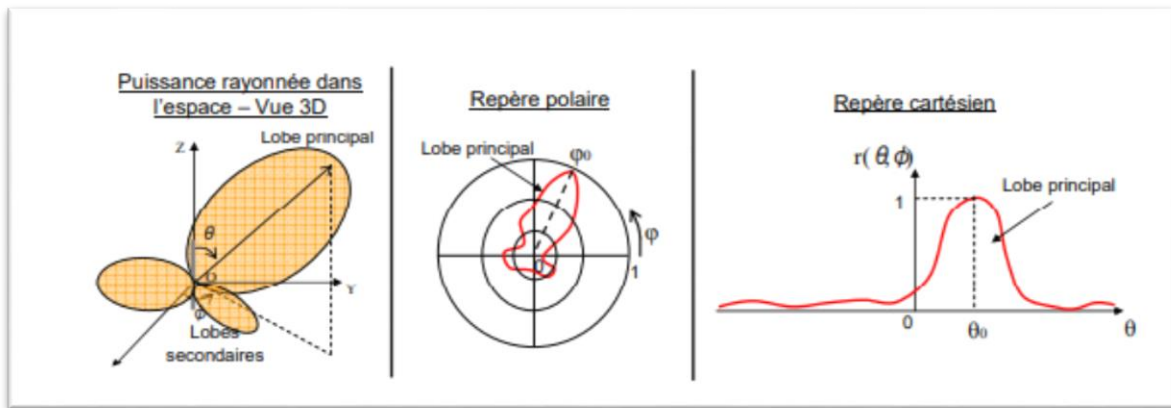 Puissance rayonnée dans
l'espace – Vue 3D
Lobe principal
Z
θ
Y
φ
Lobes
secondaires
Repère polaire
Lobe principal
φ0
φ
0
1
Repère cartésien
r( θ,ϕ)
1
Lobe principal
0
θ0
θ